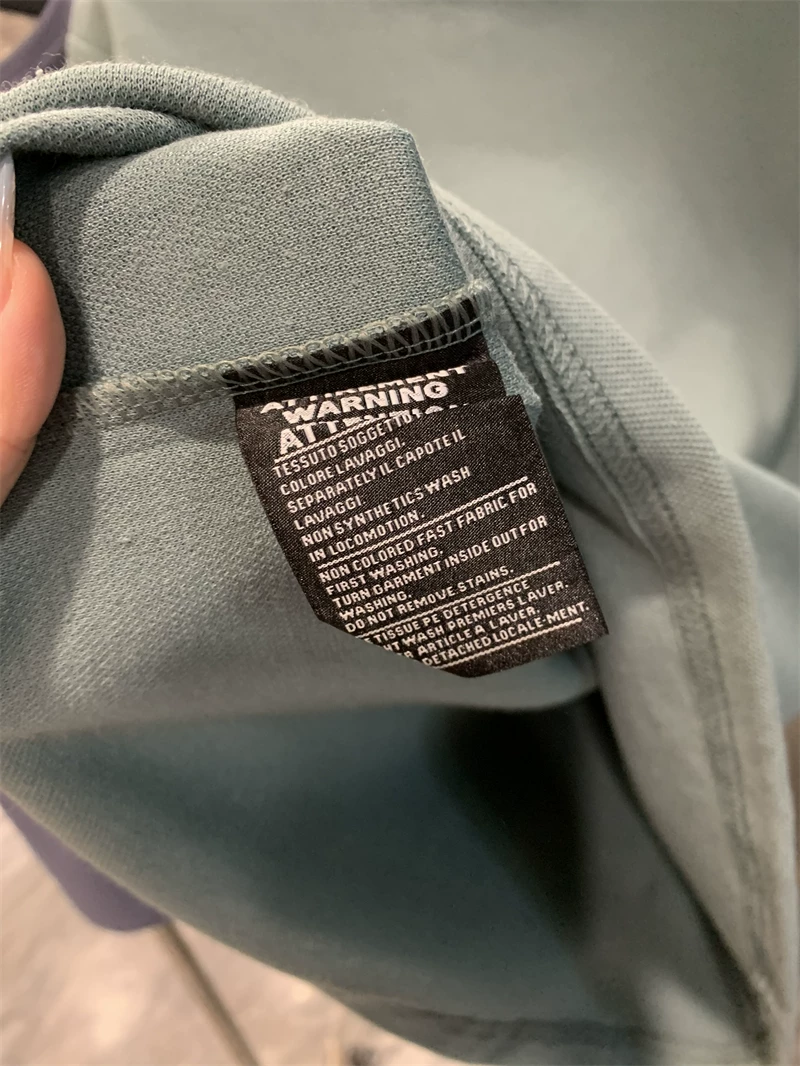 WARNING
TESSUTO SOGGETTO
COLORE LAVAGGI.
SEPARATELY IL CAPOTE IL
LAVAGGI.
NON SYNTHETICS WASH
IN LOCOMOTION.
NON COLORED FAST FABRIC FOR
FIRST WASHING.
TURN GARMENT INSIDE OUT FOR
WASHING.
DO NOT REMOVE STAINS.
TISSUE PE DETERGENCE
WASH PREMIERS LAVER.
ARTICLE A LAVER.
DETACHED LOCALE-MENT.